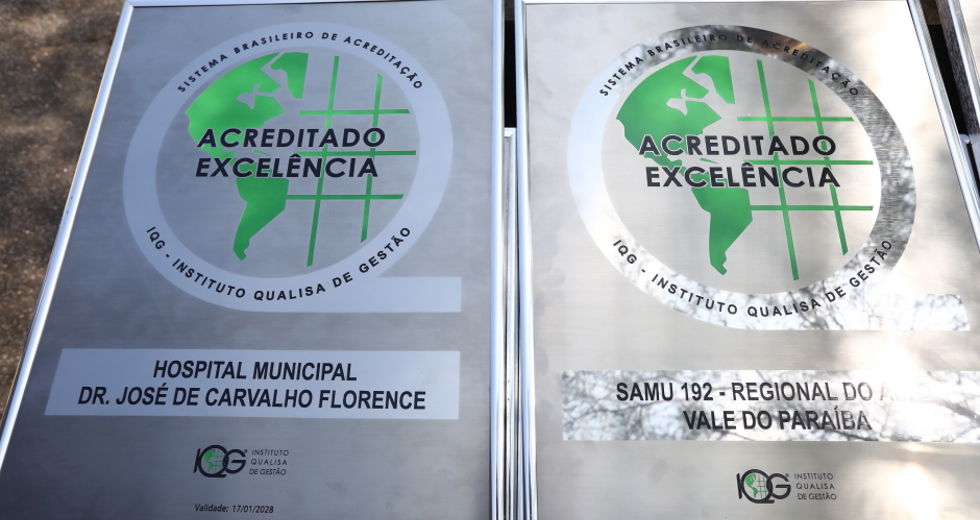 SISTEMA BRASILEIRO DE ACREDITAÇÃO
ACREDITADO
EXCELÊNCIA
IQG - INSTITUTO QUALISA DE GESTÃO
HOSPITAL MUNICIPAL
DR. JOSÉ DE CARVALHO FLORENCE
IQG® INSTITUTO
QUALISA
DE GESTÃO
Validade: 17/01/2028
SISTEMA BRASILEIRO DE ACREDITAÇÃO
ACREDITADO
EXCELÊNCIA
IQG - INSTITUTO QUALISA DE GESTÃO
SAMU 192 - REGIONAL DO
VALE DO PARAÍBA
IQG® INSTITUTO
QUALISA
DE GESTÃO